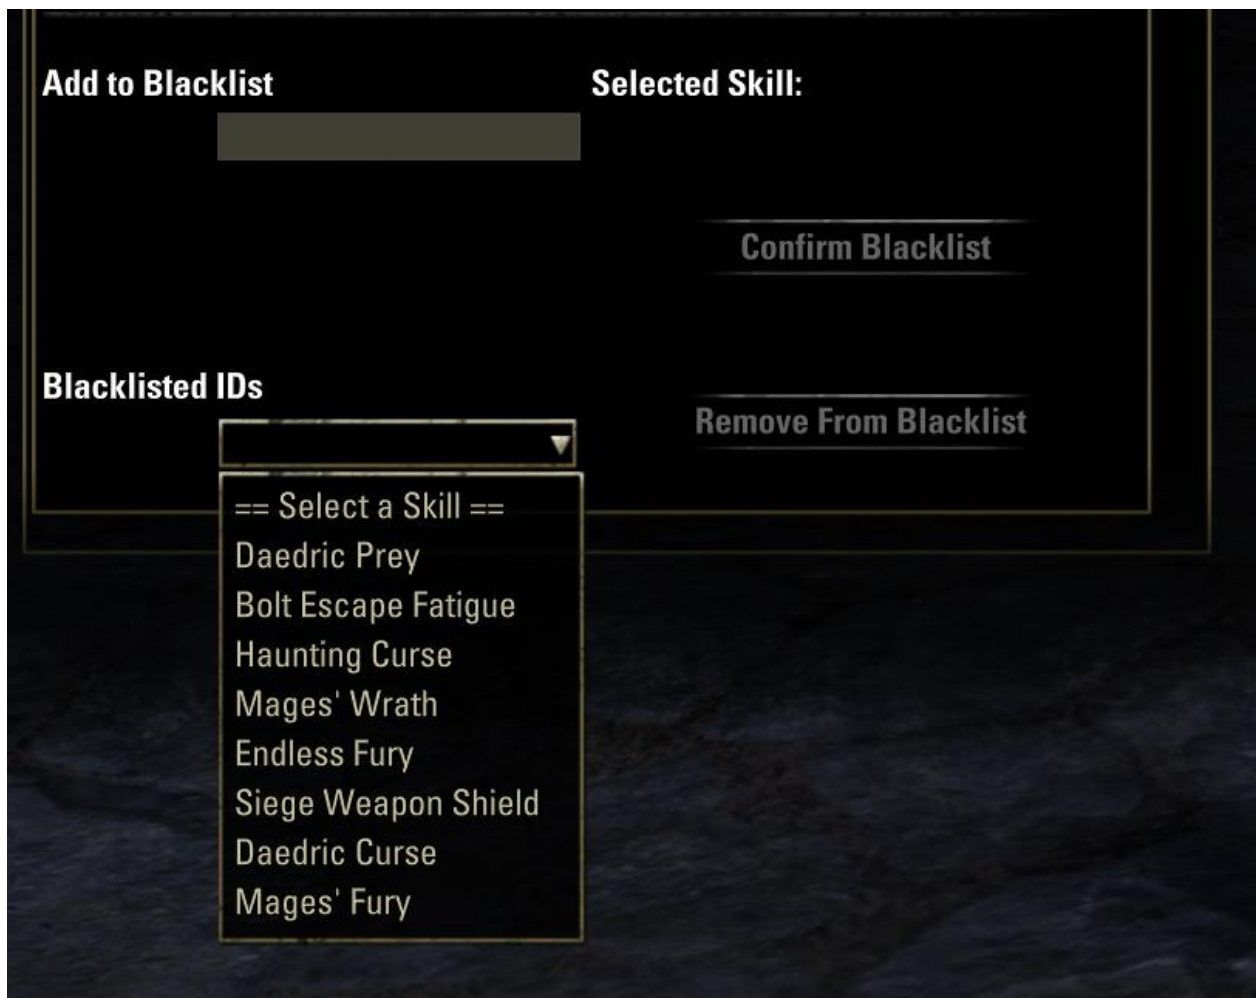 Add to Blacklist
Selected Skill:
Confirm Blacklist
Blacklisted IDs
Remove From Blacklist
== Select a Skill ==
Daedric Prey
Bolt Escape Fatigue
Haunting Curse
Mages' Wrath
Endless Fury
Siege Weapon Shield
Daedric Curse
Mages' Fury